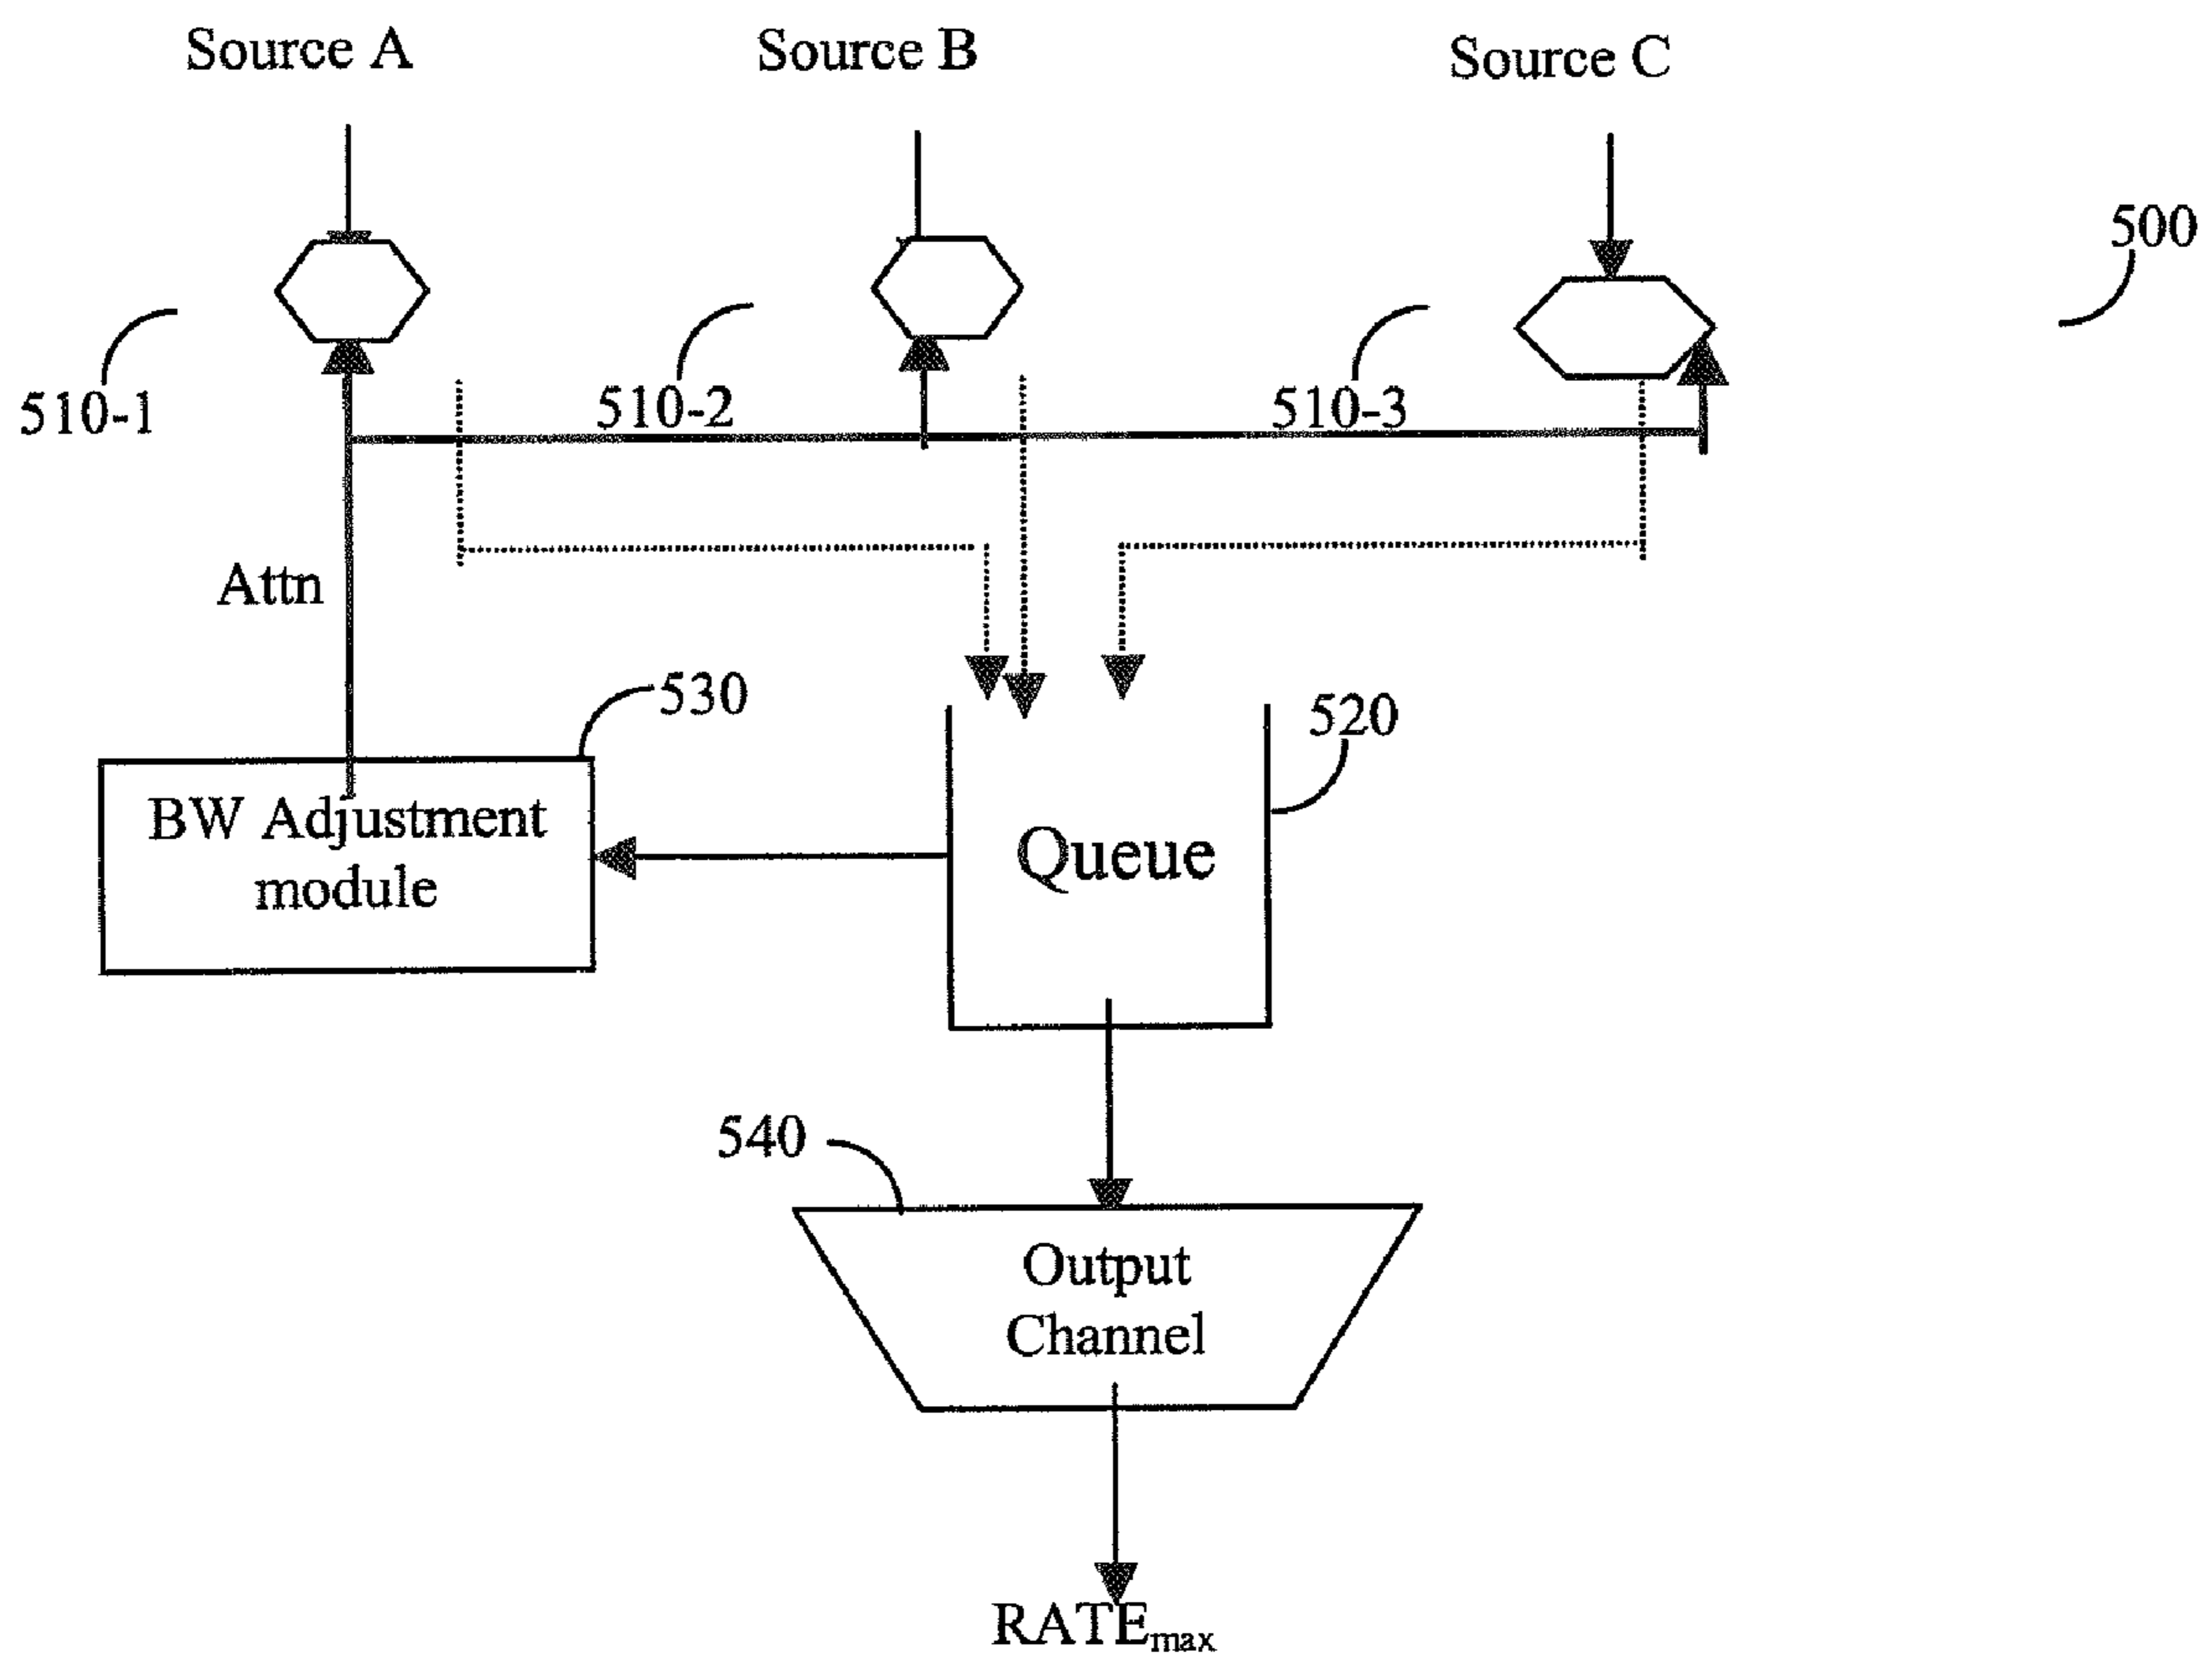 Source A
Source B
Source C
500
510-1
510-2
510-3
Attn
530
520
BW Adjustment
module
Queue
540
Output
Channel
RATEmax